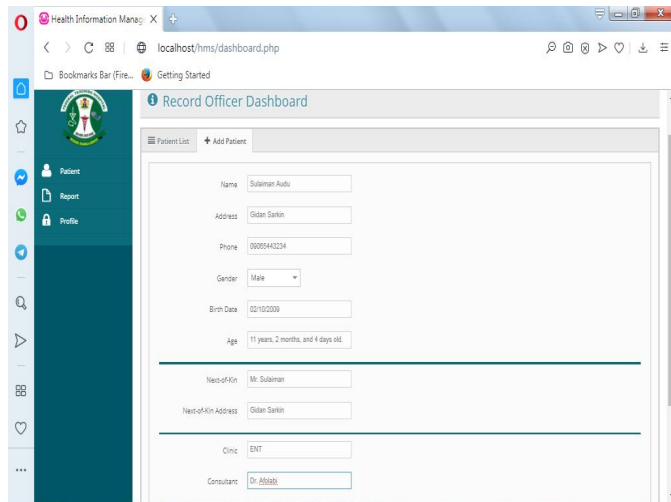 Health Information Manag
localhost/hms/dashboard.php
Bookmarks Bar (Fire... Getting Started
Record Officer Dashboard
Patient List Add Patient
Patient
Report
Profile
Name Sulaiman Audu
Address Gidan Sarkin
Phone 09065443234
Gender Male
Birth Date 02/10/2009
Age 11 years, 2 months, and 4 days old.
Next-of-Kin Mr. Sulaiman
Next-of-Kin Address Gidan Sarkin
Clinic ENT
Consultant Dr. Afolabi